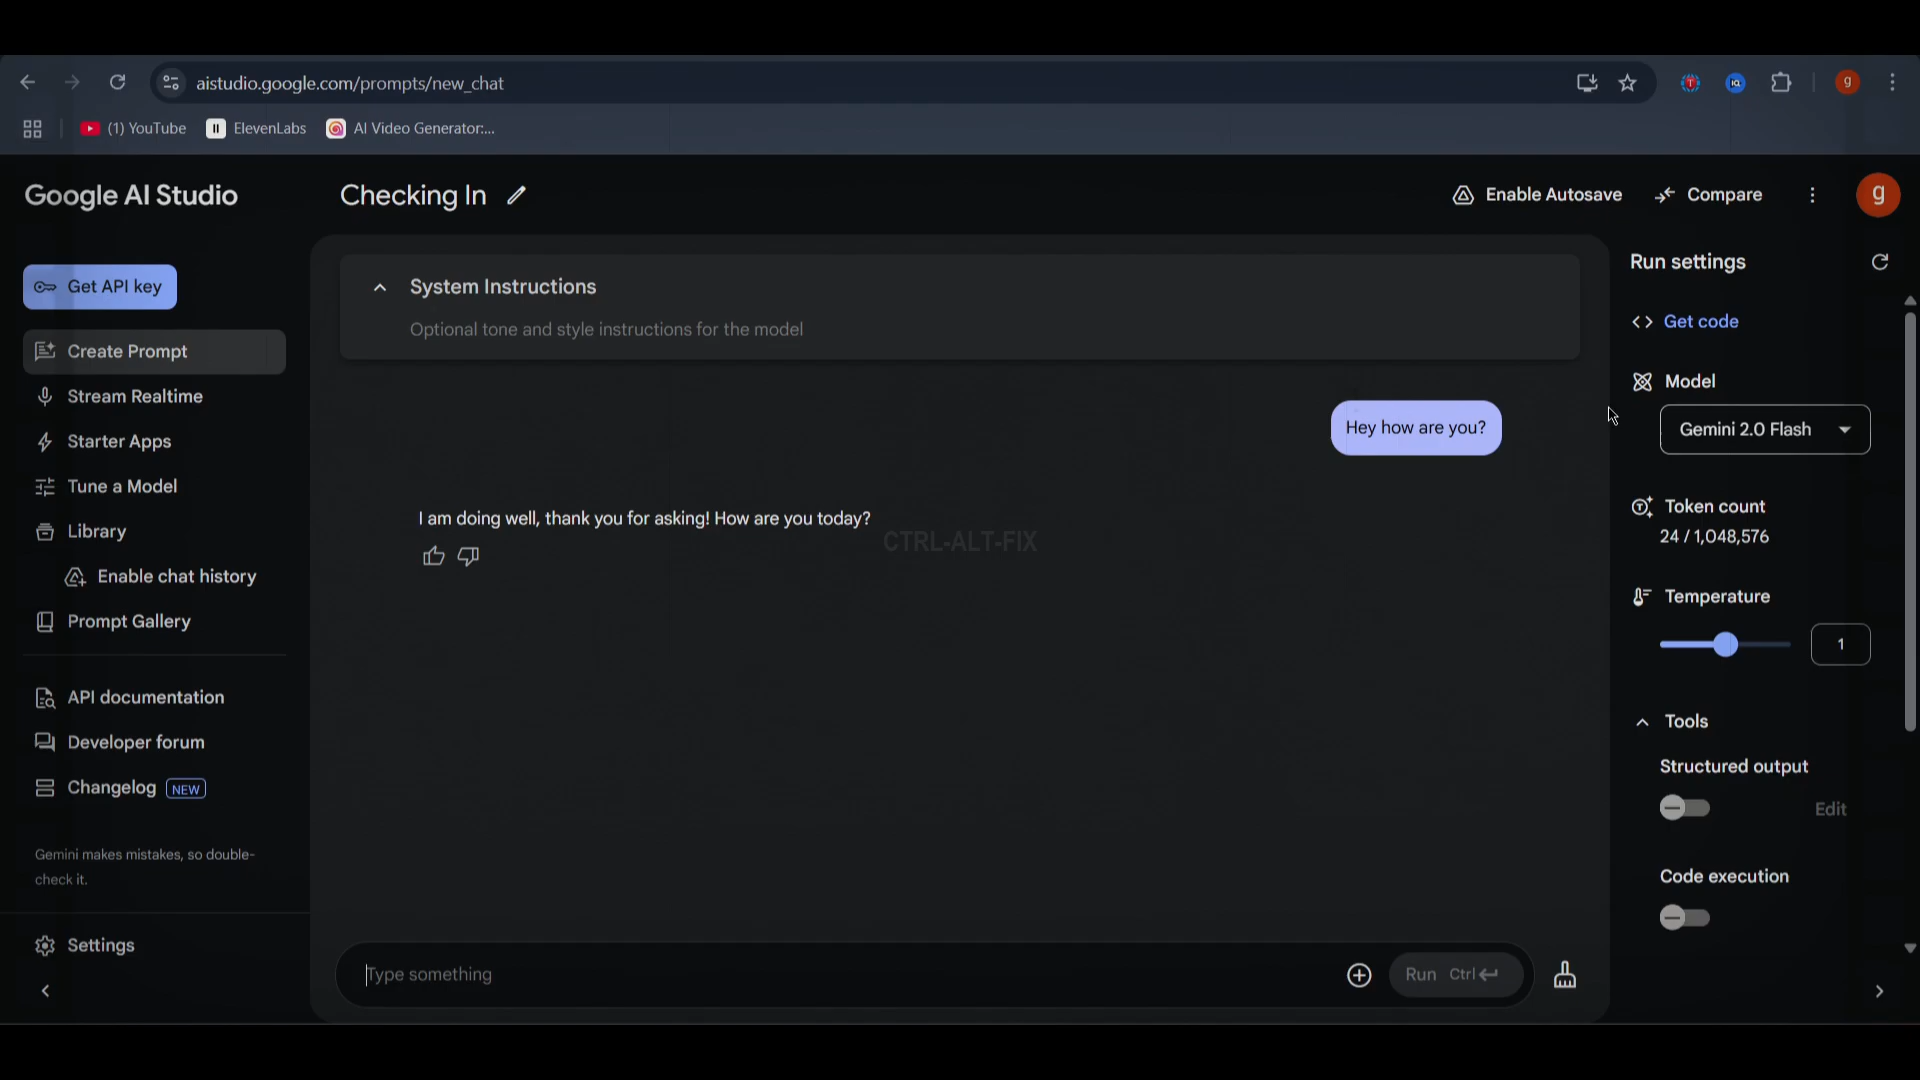 aistudio.google.com/prompts/new_chat
g
(1) YouTube
ElevenLabs
AI Video Generator:...
Google AI Studio
Checking In
Enable Autosave
Compare
g
Get API key
Create Prompt
Stream Realtime
Starter Apps
Tune a Model
Library
Enable chat history
Prompt Gallery
API documentation
Developer forum
Changelog NEW
Gemini makes mistakes, so double-
check it.
Settings
System Instructions
Optional tone and style instructions for the model
Hey how are you?
I am doing well, thank you for asking! How are you today?
CTRL-ALT-FIX
Type something
Run Ctrl
Run settings
Get code
Model
Gemini 2.0 Flash
Token count
24 / 1,048,576
Temperature
1
Tools
Structured output
Edit
Code execution